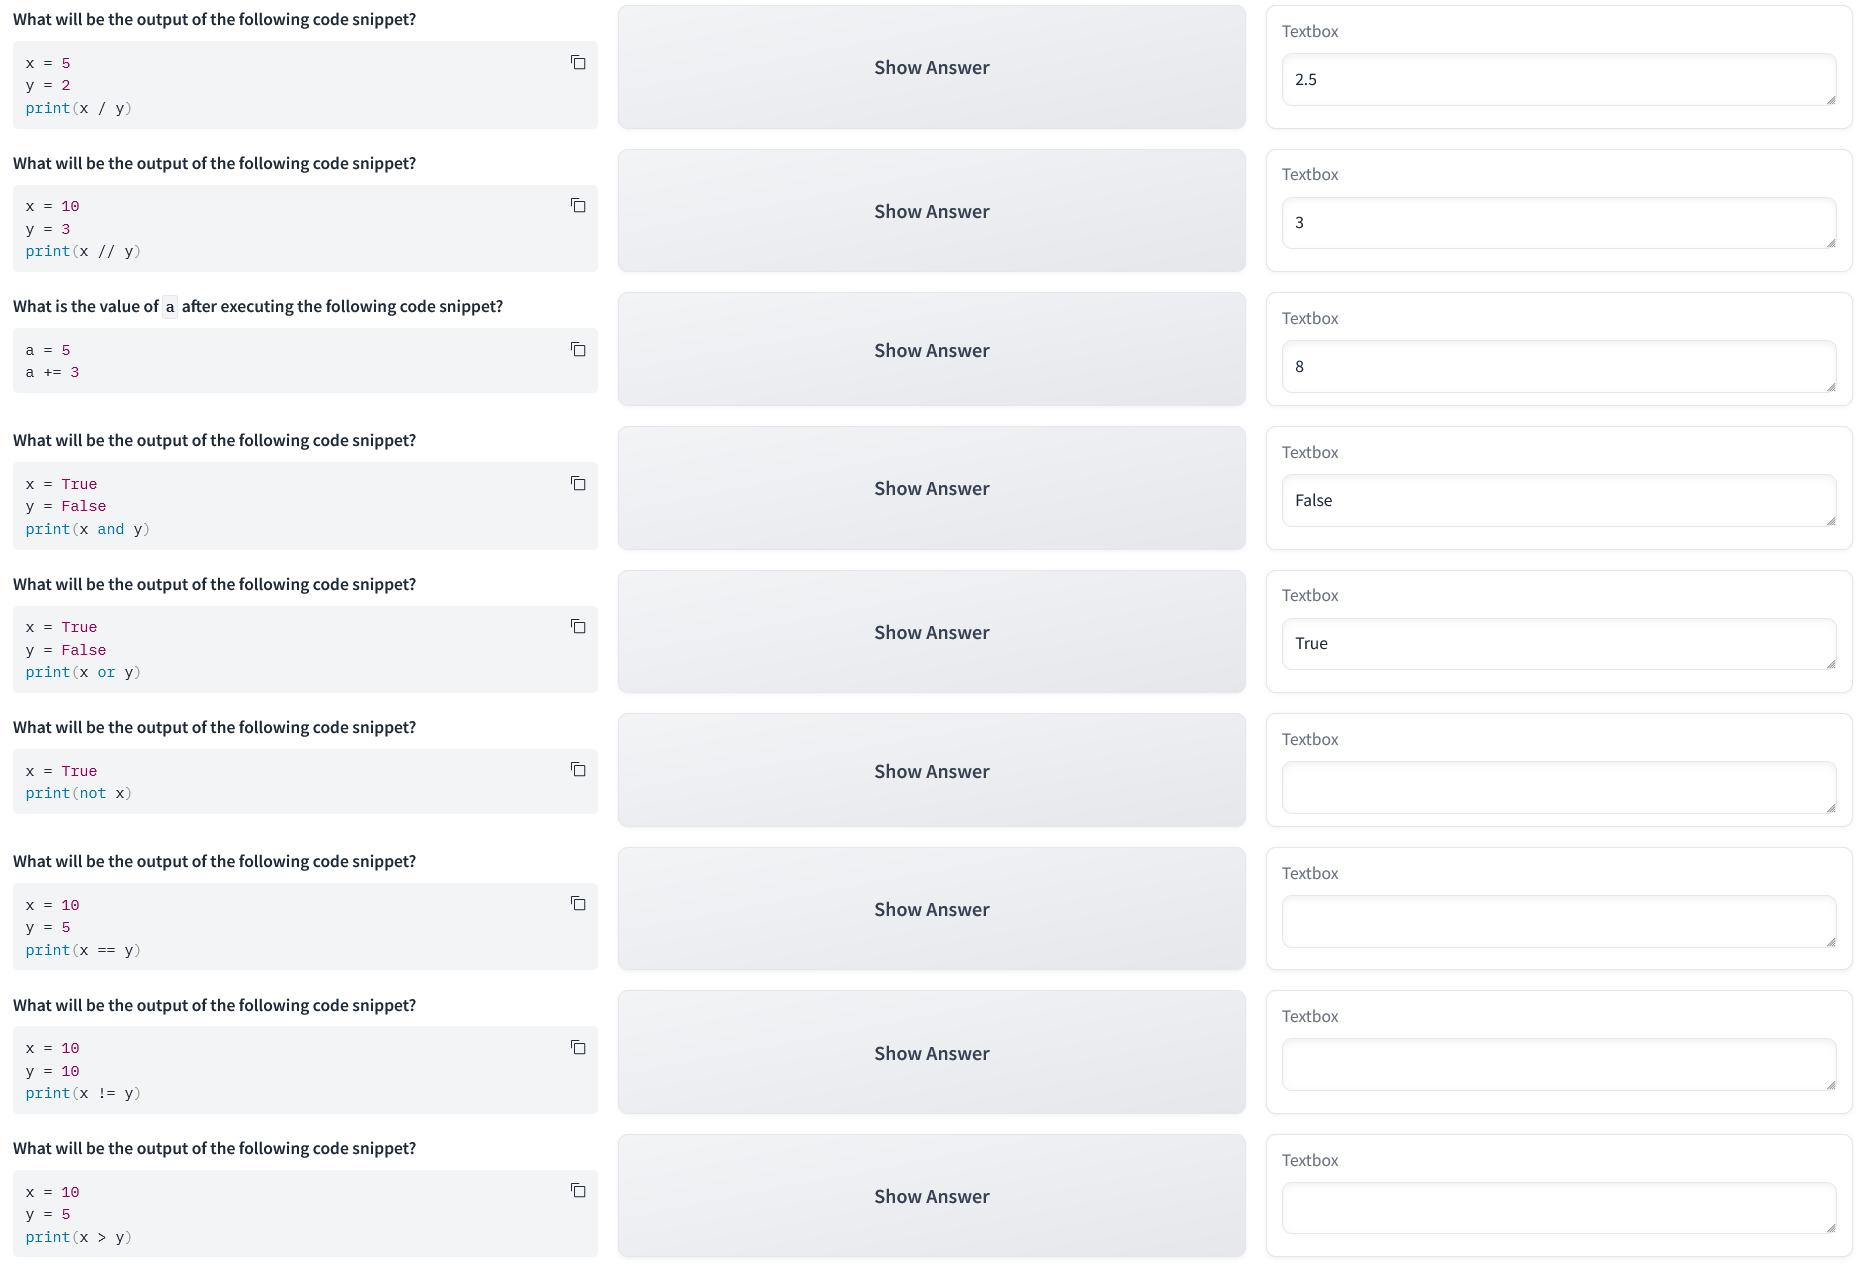 What will be the output of the following code snippet?
x = 5
y = 2
print(x / y)
Show Answer
Textbox
2.5
What will be the output of the following code snippet?
x = 10
y = 3
print(x // y)
Show Answer
Textbox
3
What is the value of a after executing the following code snippet?
a = 5
a += 3
Show Answer
Textbox
8
What will be the output of the following code snippet?
x = True
y = False
print(x and y)
Show Answer
Textbox
False
What will be the output of the following code snippet?
x = True
y = False
print(x or y)
Show Answer
Textbox
True
What will be the output of the following code snippet?
x = True
print(not x)
Show Answer
Textbox
What will be the output of the following code snippet?
x = 10
y = 5
print(x == y)
Show Answer
Textbox
What will be the output of the following code snippet?
x = 10
y = 10
print(x != y)
Show Answer
Textbox
What will be the output of the following code snippet?
x = 10
y = 5
print(x > y)
Show Answer
Textbox